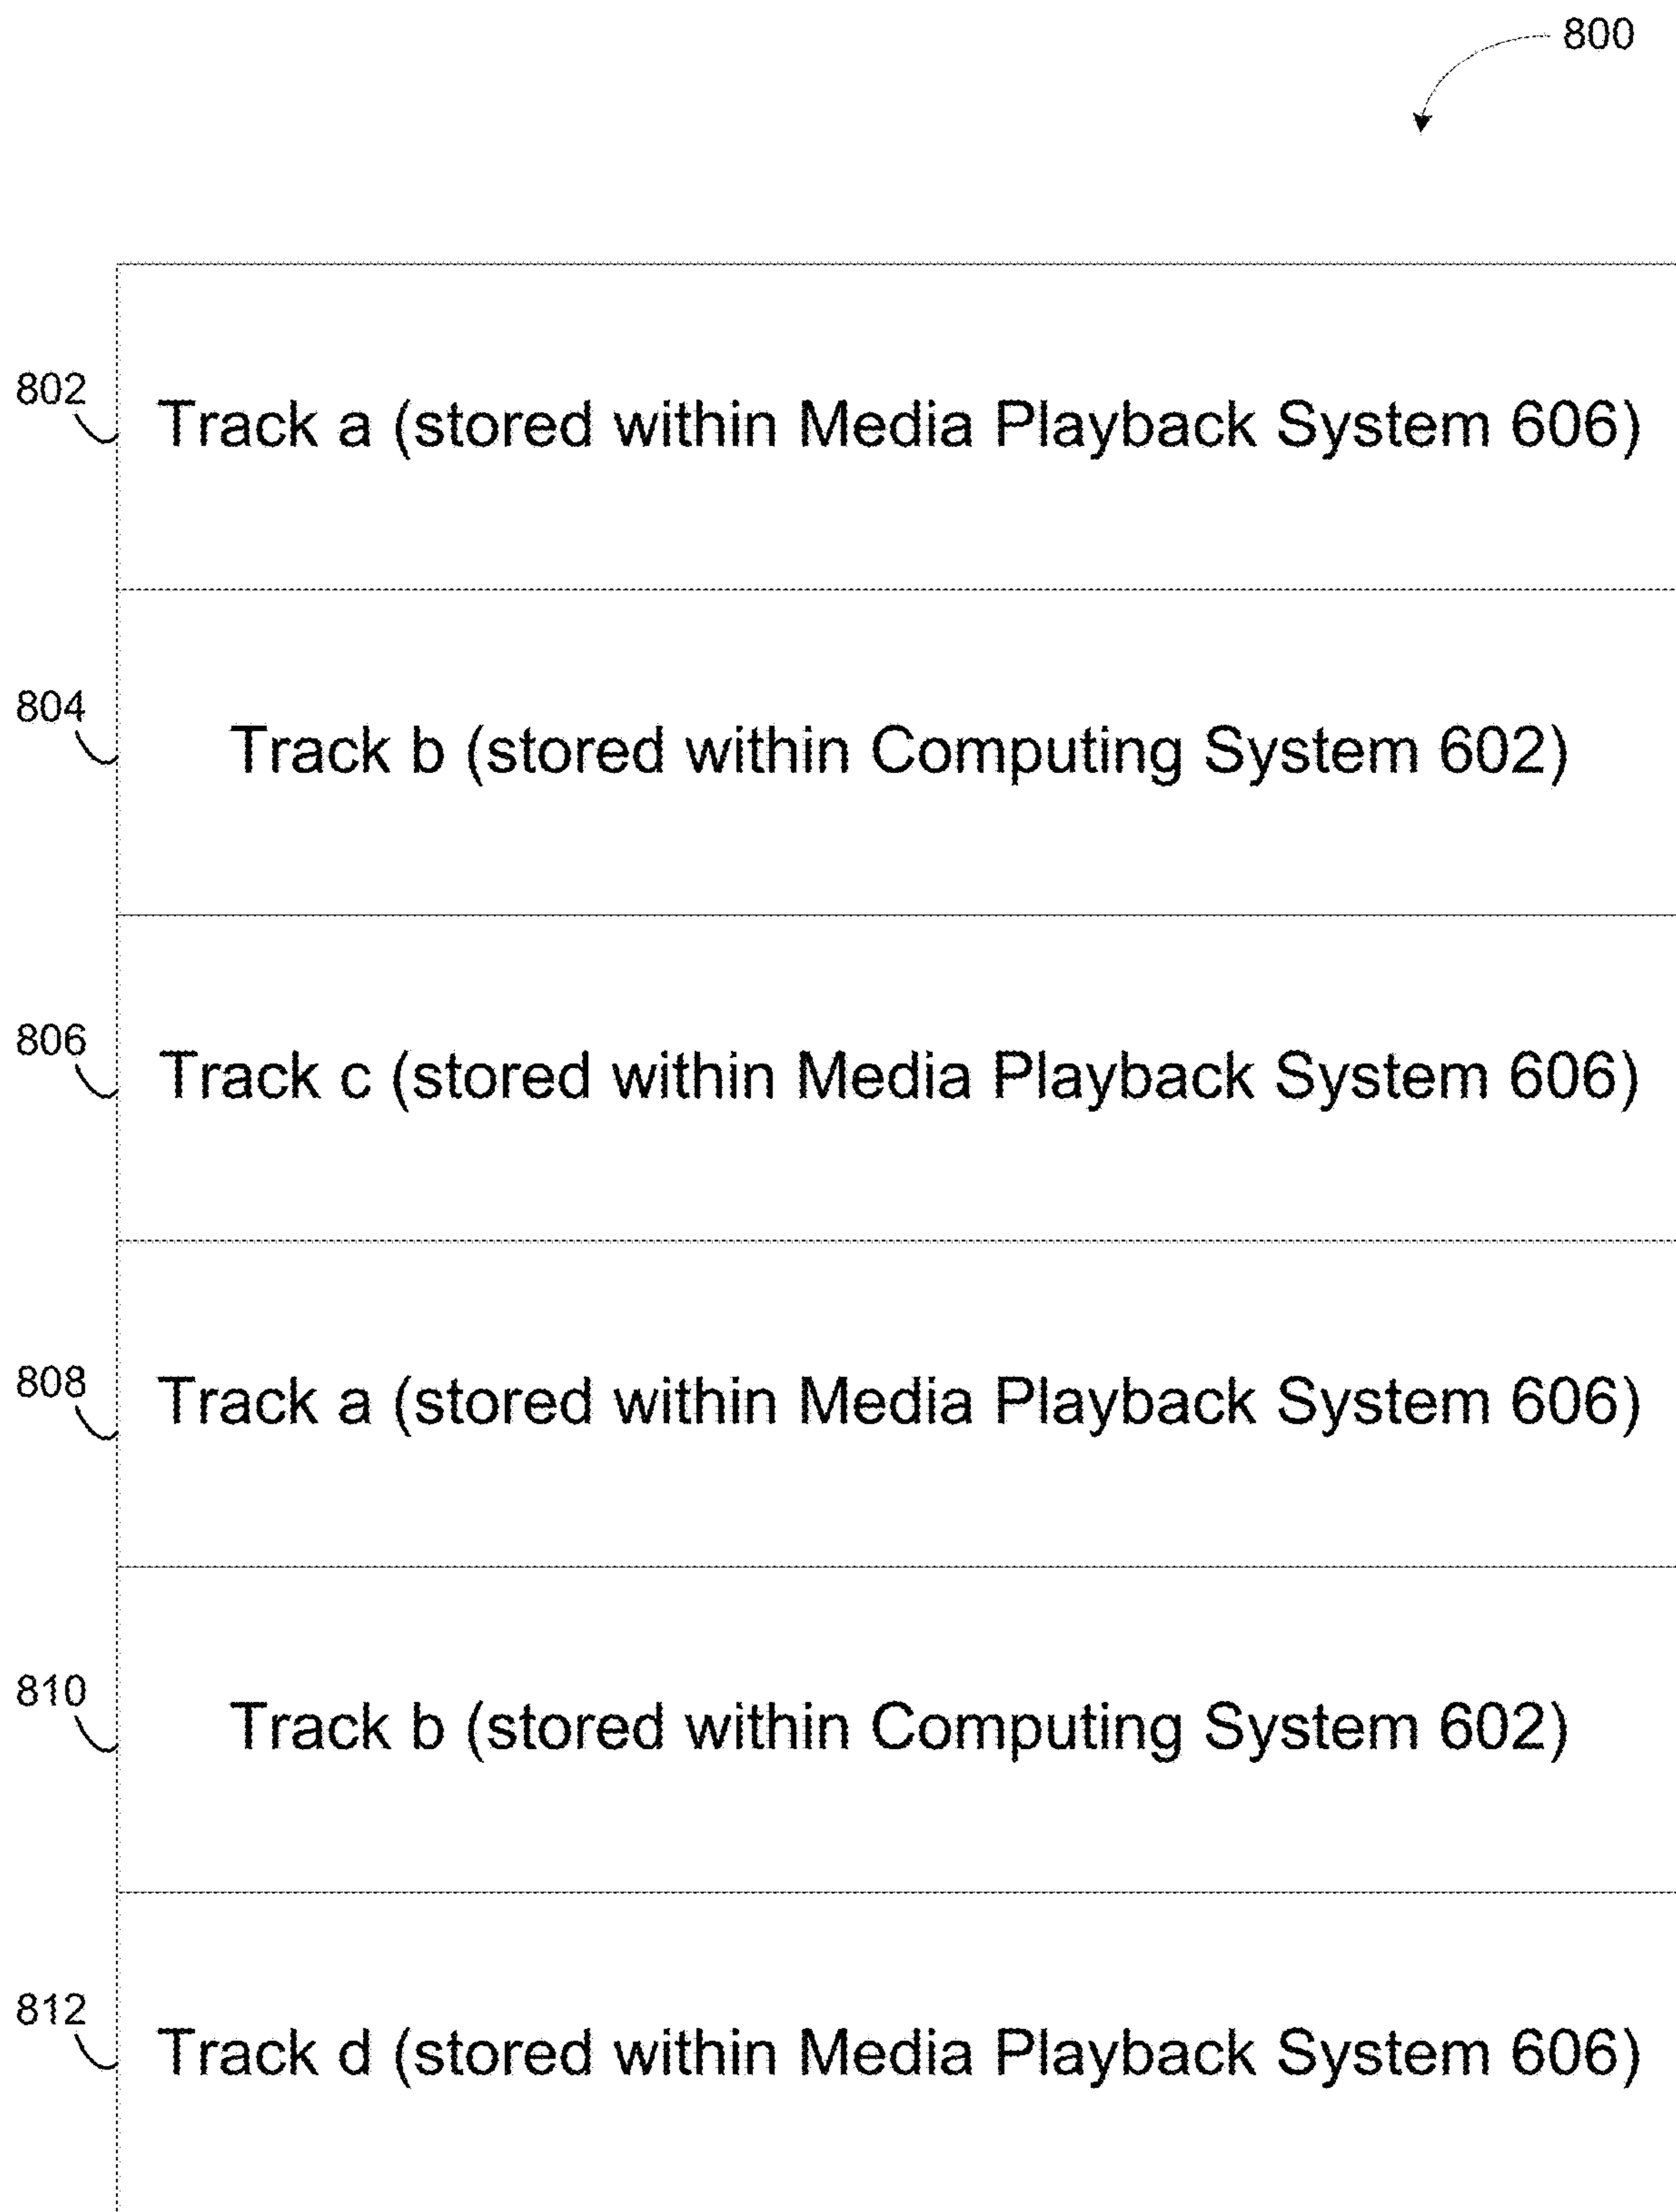 800
802
Track a (stored within Media Playback System 606)
804
Track b (stored within Computing System 602)
806
Track c (stored within Media Playback System 606)
808
Track a (stored within Media Playback System 606)
810
Track b (stored within Computing System 602)
812
Track d (stored within Media Playback System 606)